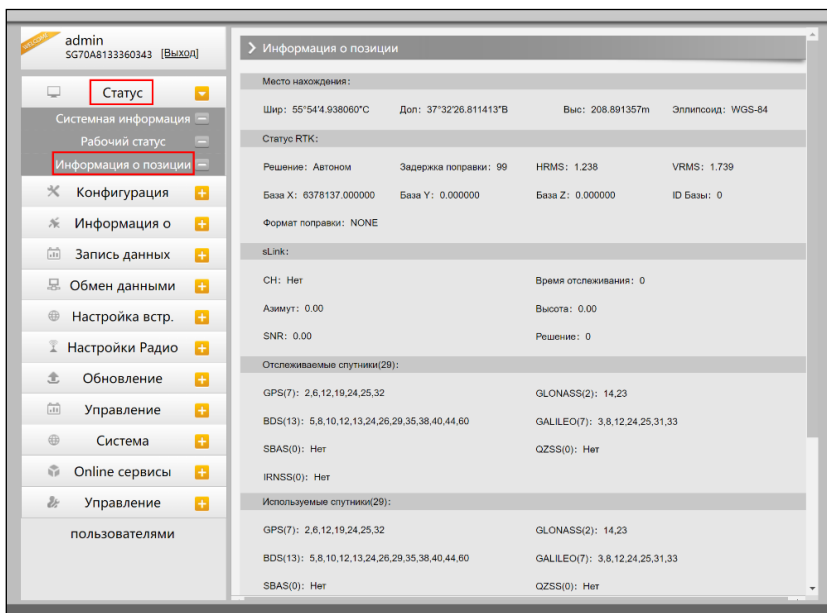 WELCOME
admin
SG70A8133360343 [Выход]
Статус
Системная информация
Рабочий статус
Информация о позиции
Конфигурация
Информация о
Запись данных
Обмен данными
Настройка встр.
Настройки Радио
Обновление
Управление
Система
Online сервисы
Управление
пользователями
Информация о позиции
Место нахождения:
Шир: 55°54'4.938060"С Дол: 37°32'26.811413"В Выс: 208.891357m Эллипсоид: WGS-84
Статус RTK:
Решение: Автоном Задержка поправки: 99 HRMS: 1.238 VRMS: 1.739
База X: 6378137.000000 База Y: 0.000000 База Z: 0.000000 ID Базы: 0
Формат поправки: NONE
sLink:
CH: Нет Время отслеживания: 0
Азимут: 0.00 Высота: 0.00
SNR: 0.00 Решение: 0
Отслеживаемые спутники(29):
GPS(7): 2,6,12,19,24,25,32 GLONASS(2): 14,23
BDS(13): 5,8,10,12,13,24,26,29,35,38,40,44,60 GALILEO(7): 3,8,12,24,25,31,33
SBAS(0): Нет QZSS(0): Нет
IRNSS(0): Нет
Используемые спутники(29):
GPS(7): 2,6,12,19,24,25,32 GLONASS(2): 14,23
BDS(13): 5,8,10,12,13,24,26,29,35,38,40,44,60 GALILEO(7): 3,8,12,24,25,31,33
SBAS(0): Нет QZSS(0): Нет